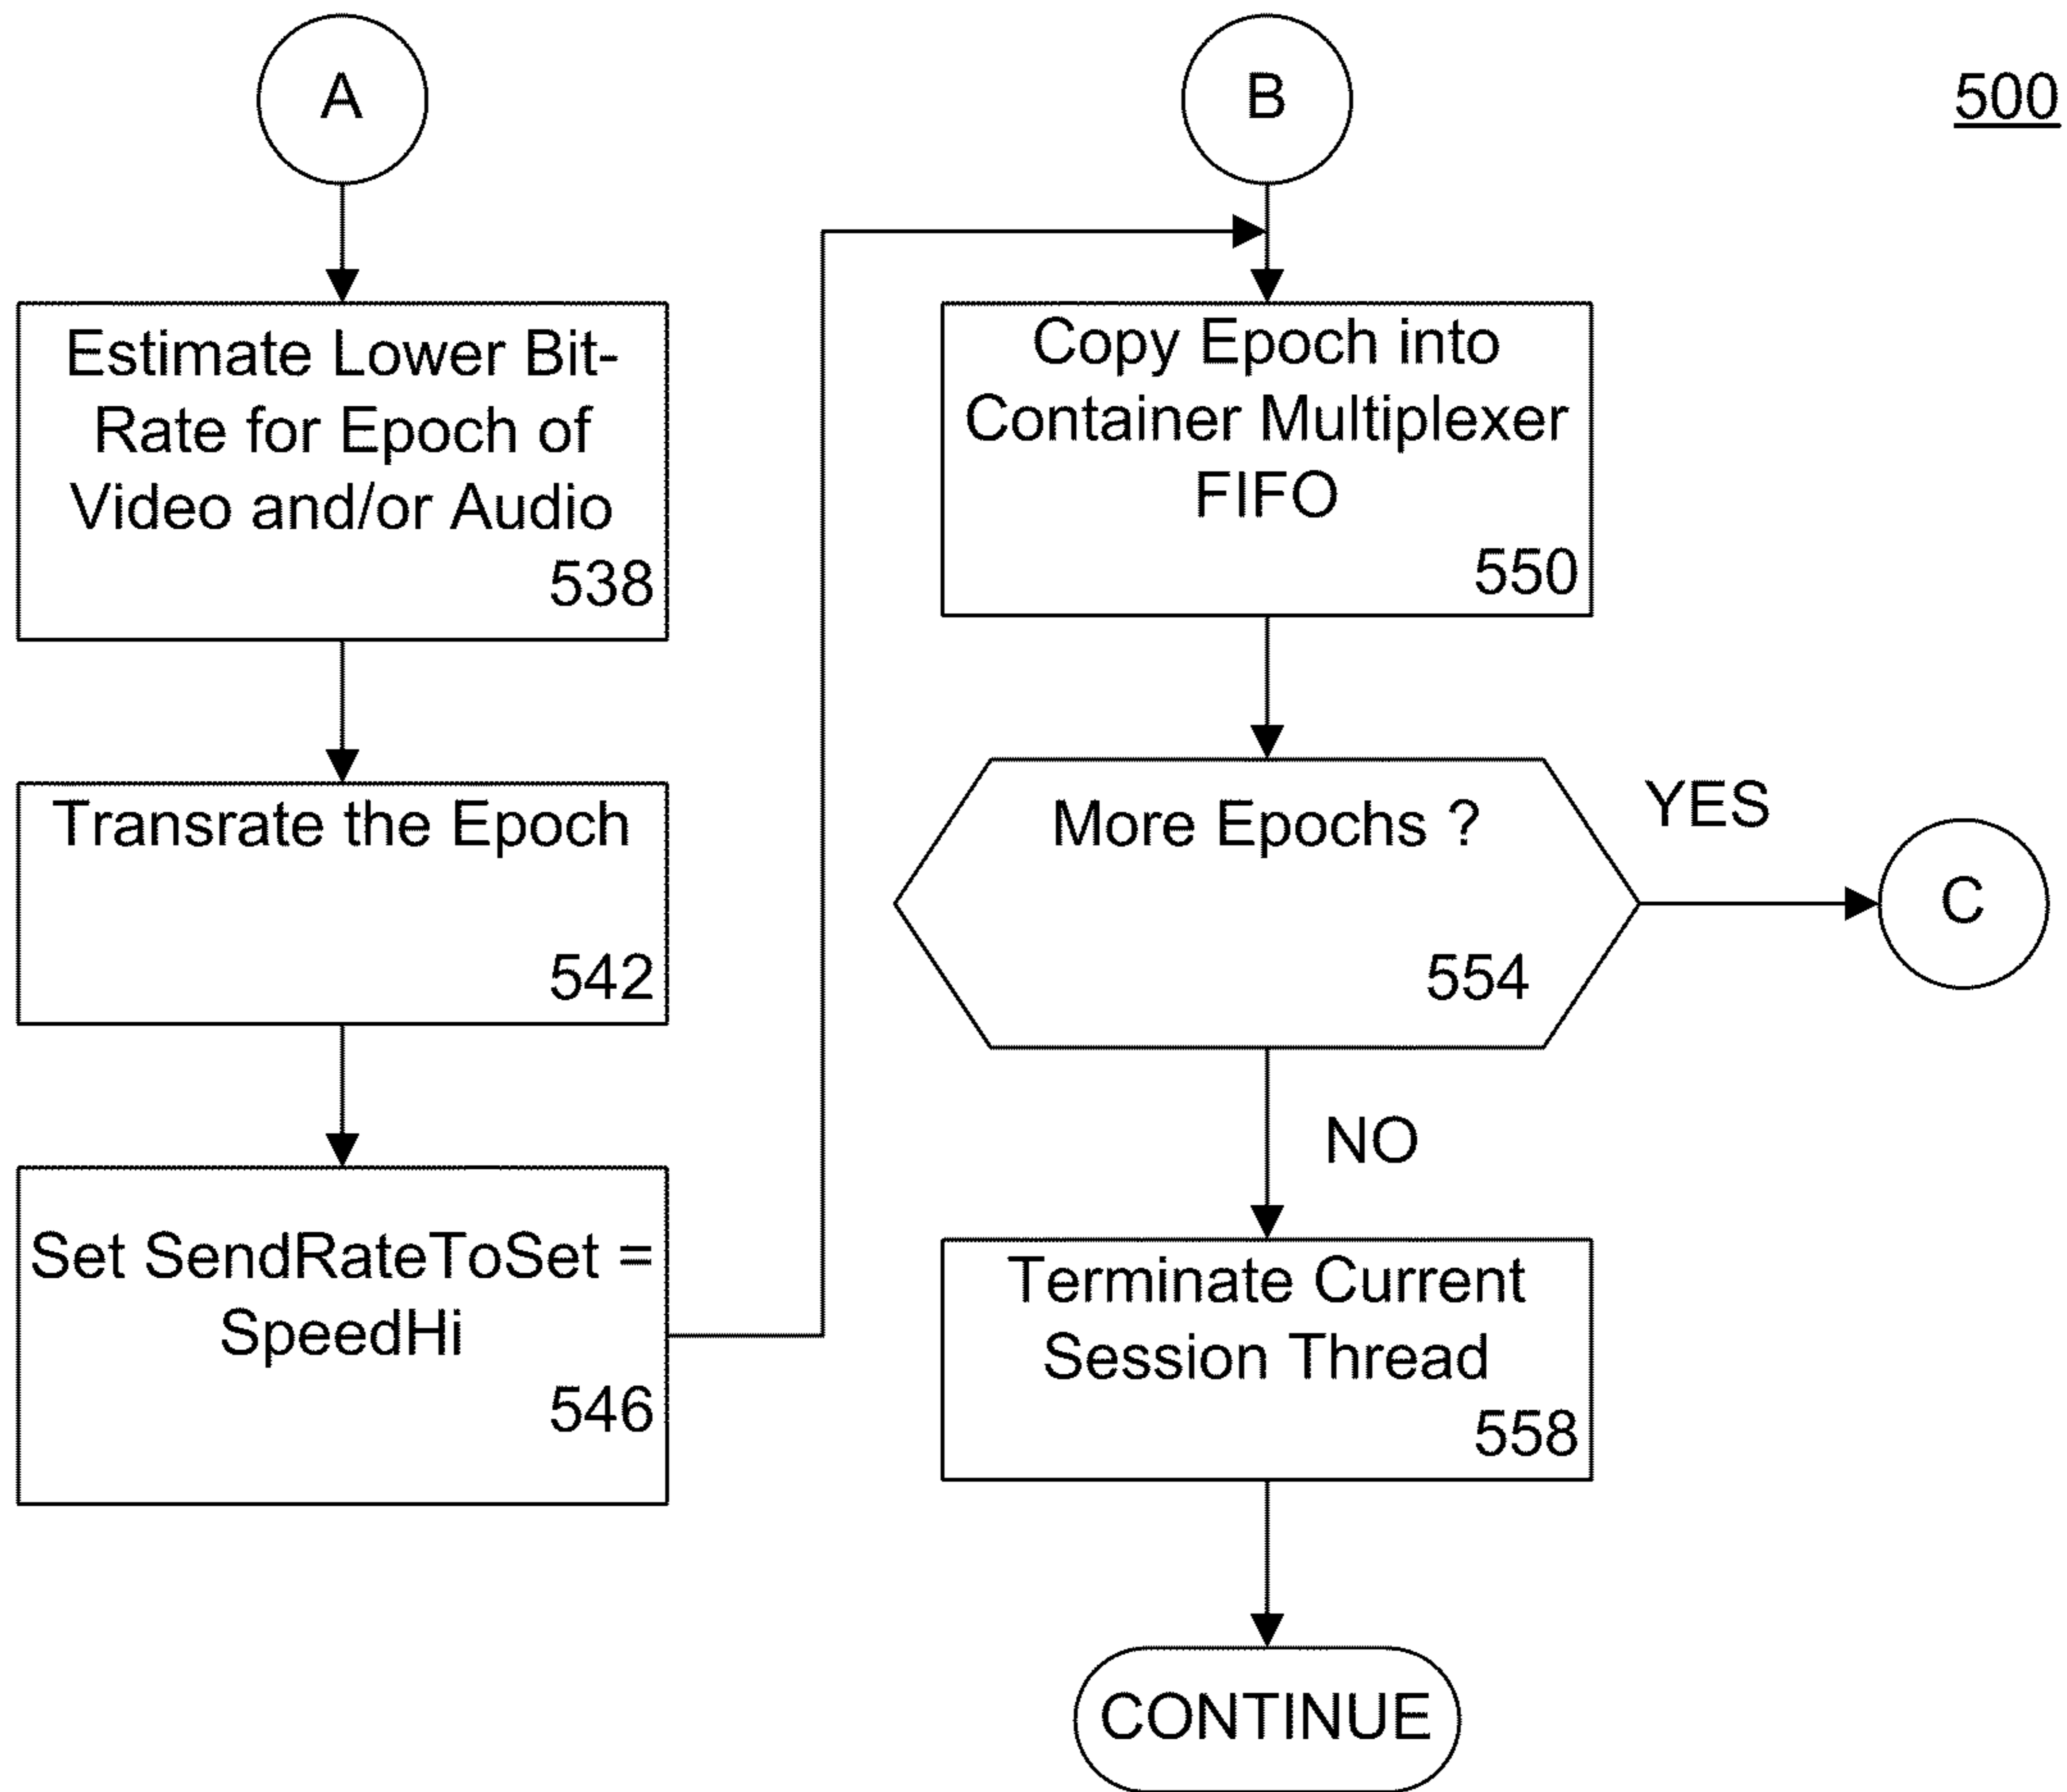 500
A
Estimate Lower Bit-
Rate for Epoch of
Video and/or Audio
538
Transrate the Epoch
542
Set SendRateToSet =
SpeedHi
546
B
Copy Epoch into
Container Multiplexer
FIFO
550
More Epochs ?
554
YES
C
NO
Terminate Current
Session Thread
558
CONTINUE